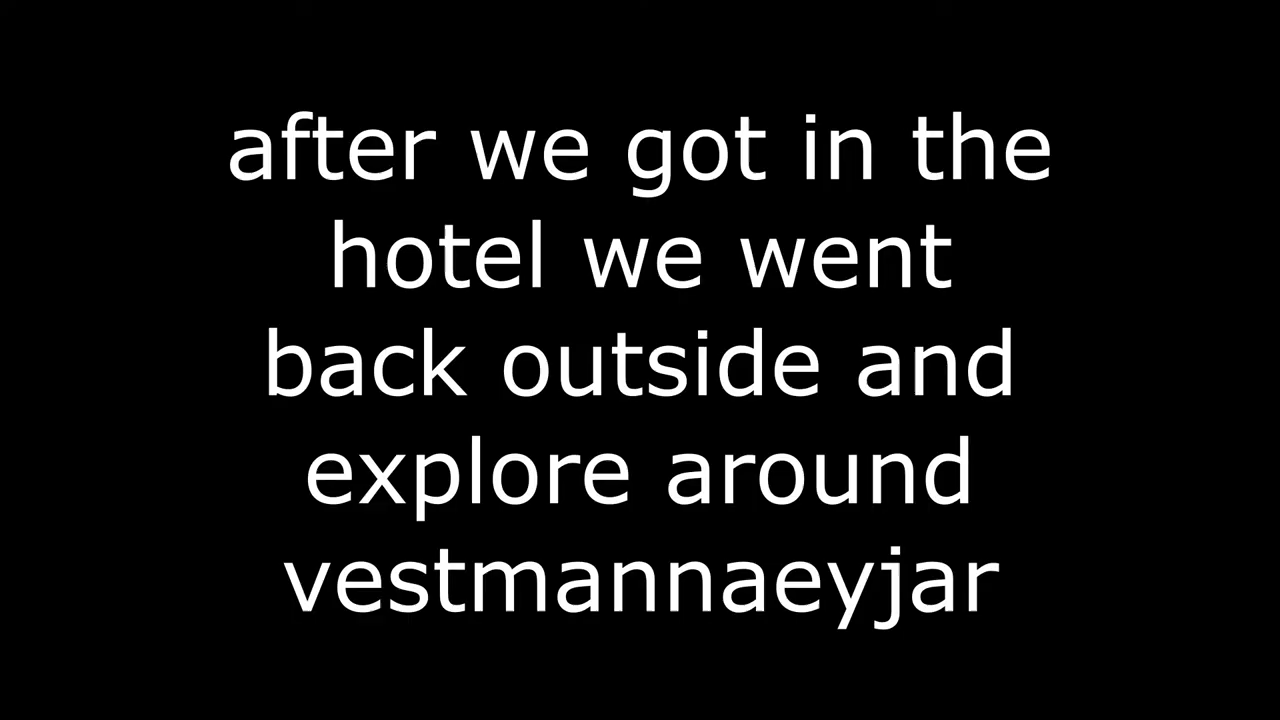 after we got in the
hotel we went
back outside and
explore around
vestmannaeyjar